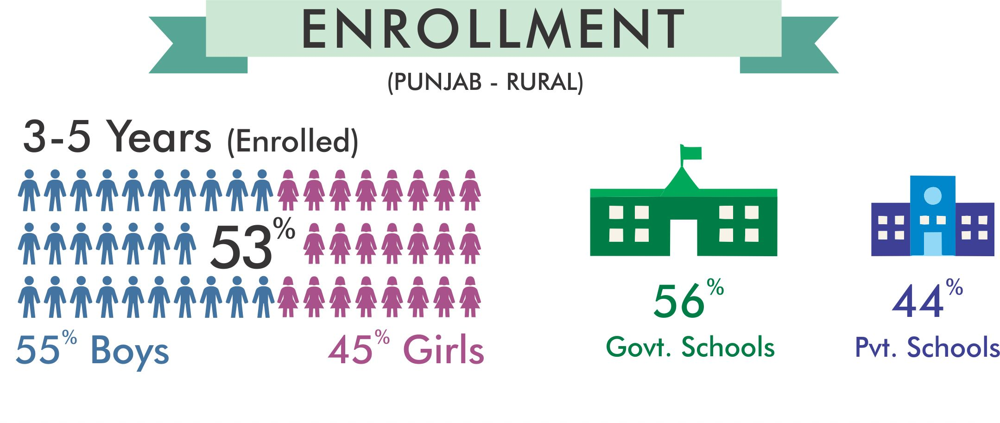 ENROLLMENT
(PUNJAB - RURAL)
3-5 Years (Enrolled)
53%
55% Boys
45% Girls
56%
Govt. Schools
44%
Pvt. Schools